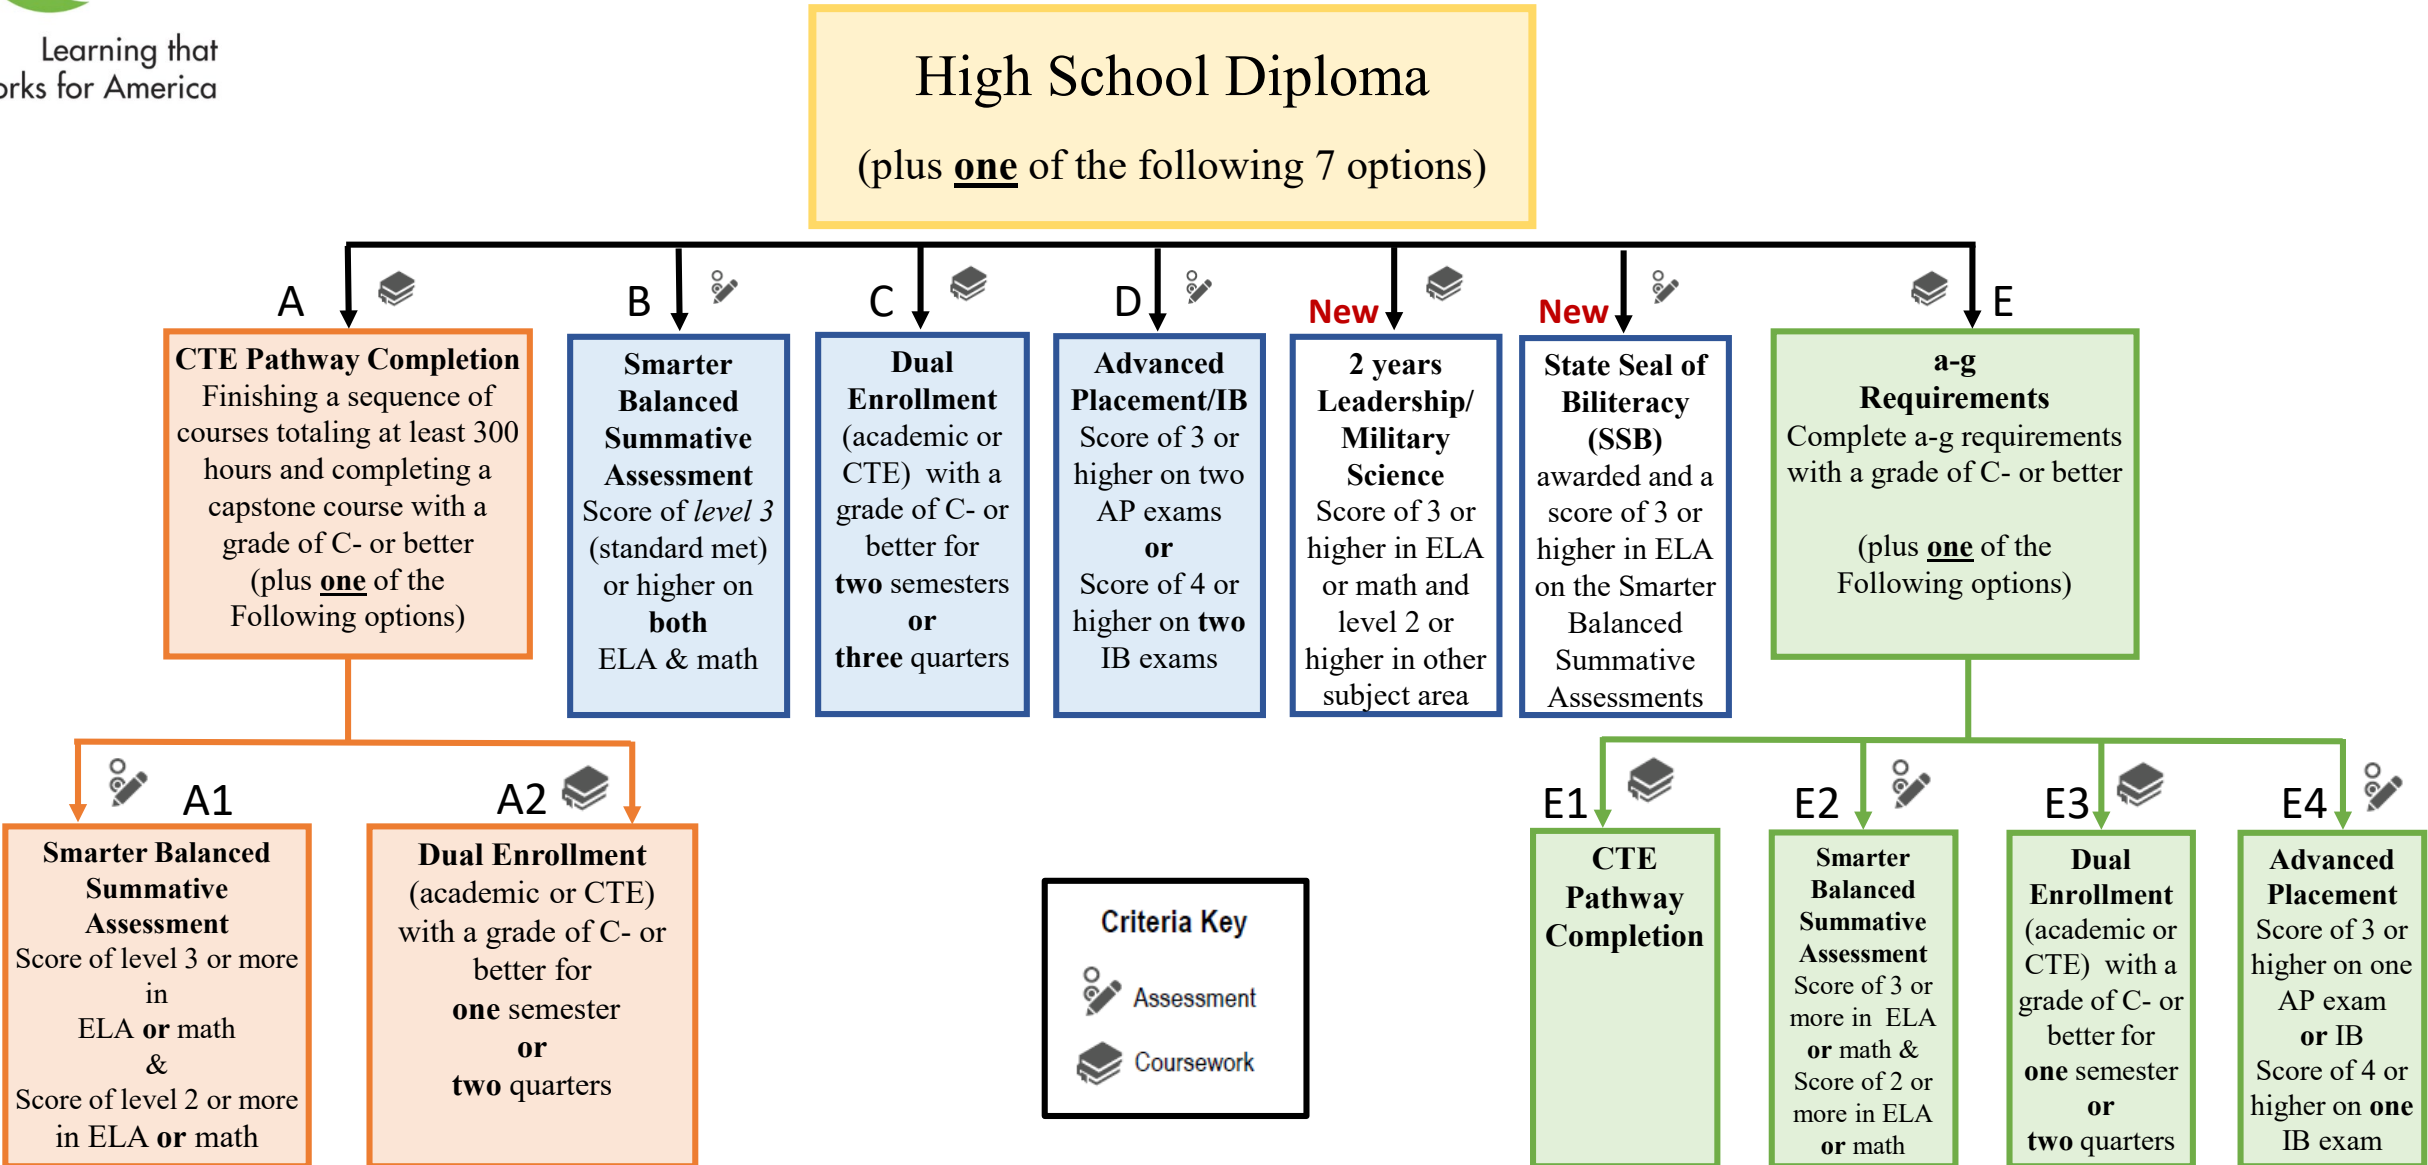 Learning that
orks for America
High School Diploma
(plus one of the following 7 options)
A
B
C
D
New
New
E
CTE Pathway Completion
Finishing a sequence of
courses totaling at least 300
hours and completing a
capstone course with a
grade of C- or better
(plus one of the
Following options)
Smarter
Balanced
Summative
Assessment
Score of level 3
(standard met)
or higher on
both
ELA & math
Dual
Enrollment
(academic or
CTE) with a
grade of C- or
better for
two semesters
or
three quarters
Advanced
Placement/IB
Score of 3 or
higher on two
AP exams
or
Score of 4 or
higher on two
IB exams
2 years
Leadership/
Military
Science
Score of 3 or
higher in ELA
or math and
level 2 or
higher in other
subject area
State Seal of
Biliteracy
(SSB)
awarded and a
score of 3 or
higher in ELA
on the Smarter
Balanced
Summative
Assessments
a-g
Requirements
Complete a-g requirements
with a grade of C- or better
(plus one of the
Following options)
A1
A2
E1
E2
E3
E4
Smarter Balanced
Summative
Assessment
Score of level 3 or more
in
ELA or math
&
Score of level 2 or more
in ELA or math
Dual Enrollment
(academic or CTE)
with a grade of C- or
better for
one semester
or
two quarters
Criteria Key
Assessment
Coursework
CTE
Pathway
Completion
Smarter
Balanced
Summative
Assessment
Score of 3 or
more in ELA
or math &
Score of 2 or
more in ELA
or math
Dual
Enrollment
(academic or
CTE) with a
grade of C- or
better for
one semester
or
two quarters
Advanced
Placement
Score of 3 or
higher on one
AP exam
or IB
Score of 4 or
higher on one
IB exam